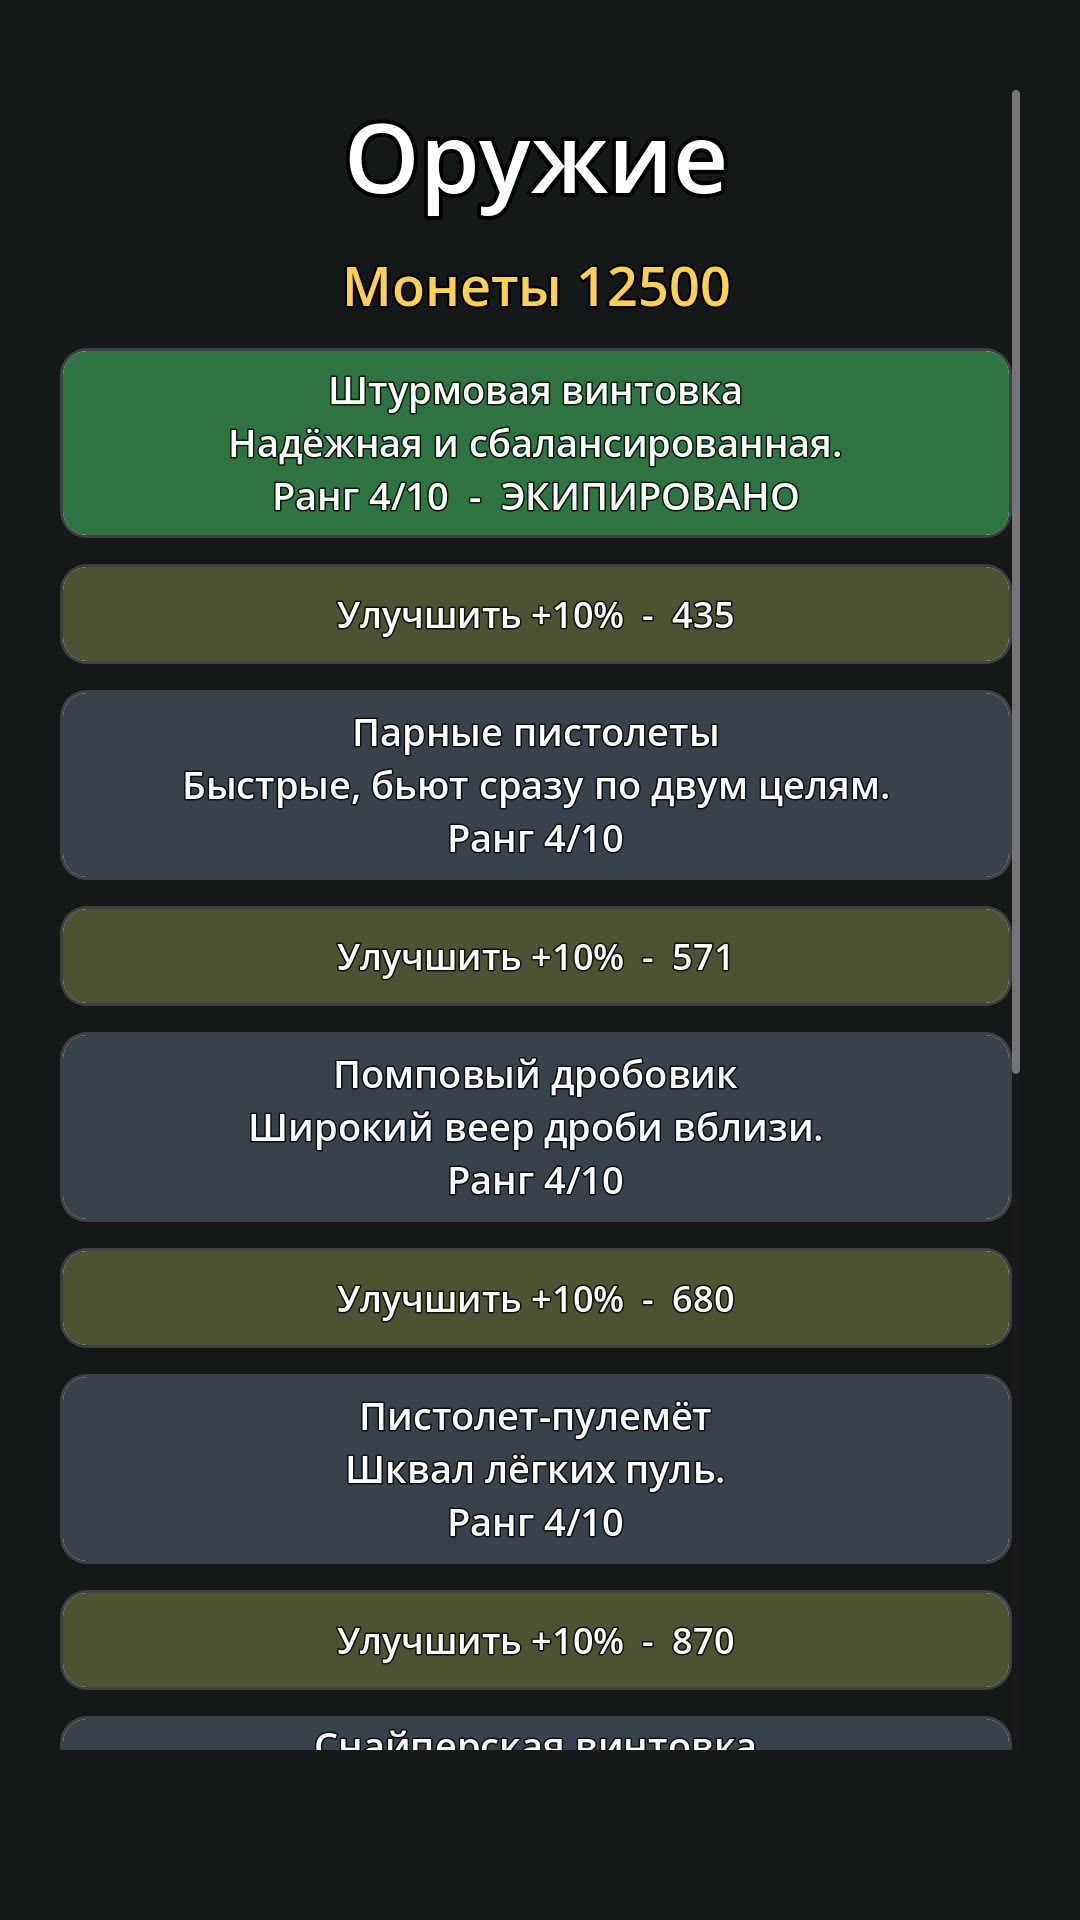 Оружие
Монеты 12500
Штурмовая винтовка
Надёжная и сбалансированная.
Ранг 4/10 - ЭКИПИРОВАНО
Улучшить +10% - 435
Парные пистолеты
Быстрые, бьют сразу по двум целям.
Ранг 4/10
Улучшить +10% - 571
Помповый дробовик
Широкий веер дроби вблизи.
Ранг 4/10
Улучшить +10% - 680
Пистолет-пулемёт
Шквал лёгких пуль.
Ранг 4/10
Улучшить +10% - 870
Снайперская винтовка